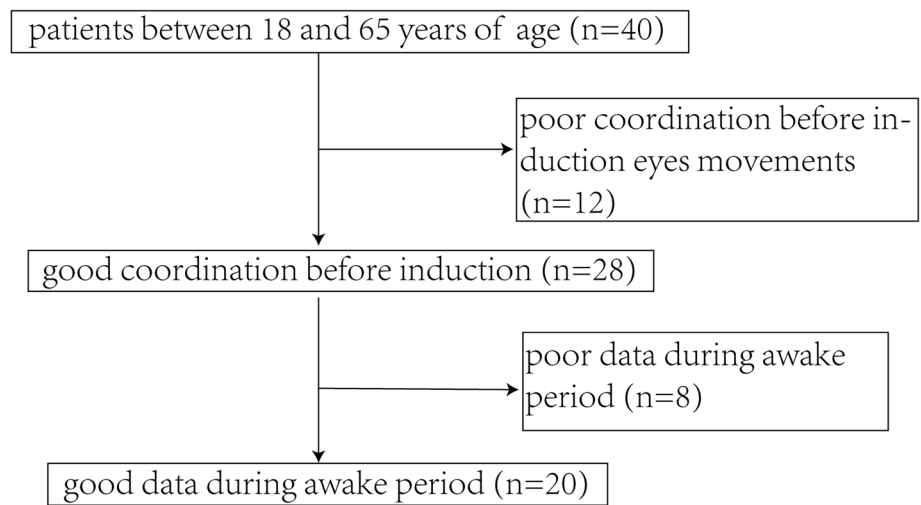 patients between 18 and 65 years of age (n=40)
poor coordination before in-
duction eyes movements
(n=12)
good coordination before induction (n=28)
poor data during awake
period (n=8)
good data during awake period (n=20)